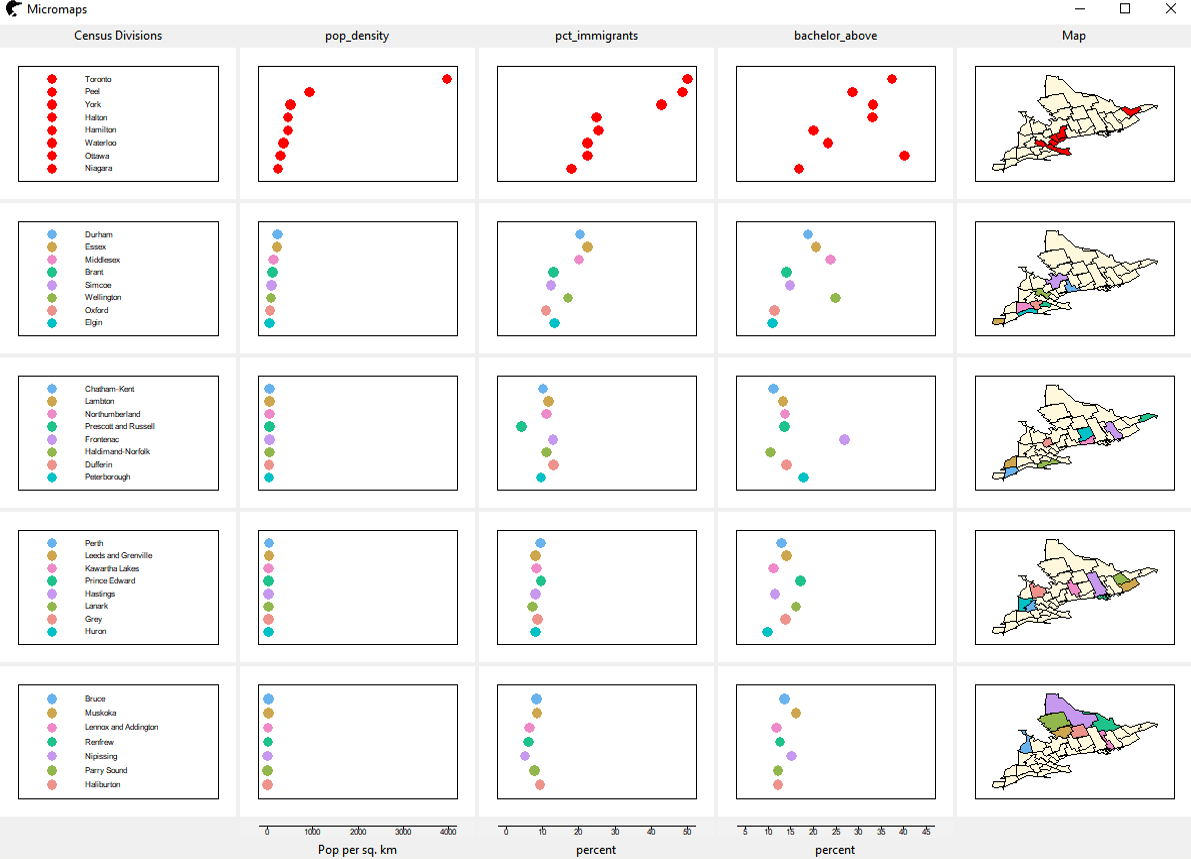 Micromaps
Census Divisions pop_density pct_immigrants bachelor_above Map
Toronto
Peel
York
Halton
Hamilton
Waterloo
Ottawa
Niagara
Durham
Essex
Middlesex
Brant
Simcoe
Wellington
Oxford
Elgin
Chatham-Kent
Lambton
Northumberland
Prescott and Russell
Frontenac
Haldimand-Norfolk
Dufferin
Peterborough
Perth
Leeds and Grenville
Kawartha Lakes
Prince Edward
Hastings
Lanark
Grey
Huron
Bruce
Muskoka
Lennox and Addington
Renfrew
Nipissing
Parry Sound
Haliburton
0 1000 2000 3000 4000 0 10 20 30 40 50 5 10 15 20 25 30 35 40 45
Pop per sq. km percent percent